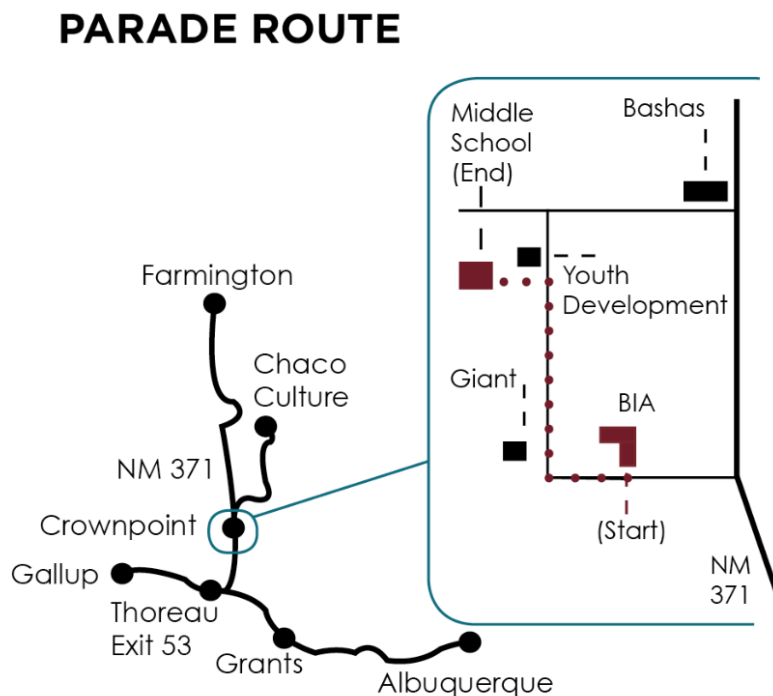 PARADE ROUTE
Middle
School
(End)
Bashas
Youth
Development
Giant
BIA
(Start)
NM
371
Farmington
Chaco
Culture
NM 371
Crownpoint
Gallup
Thoreau
Exit 53
Grants
Albuquerque